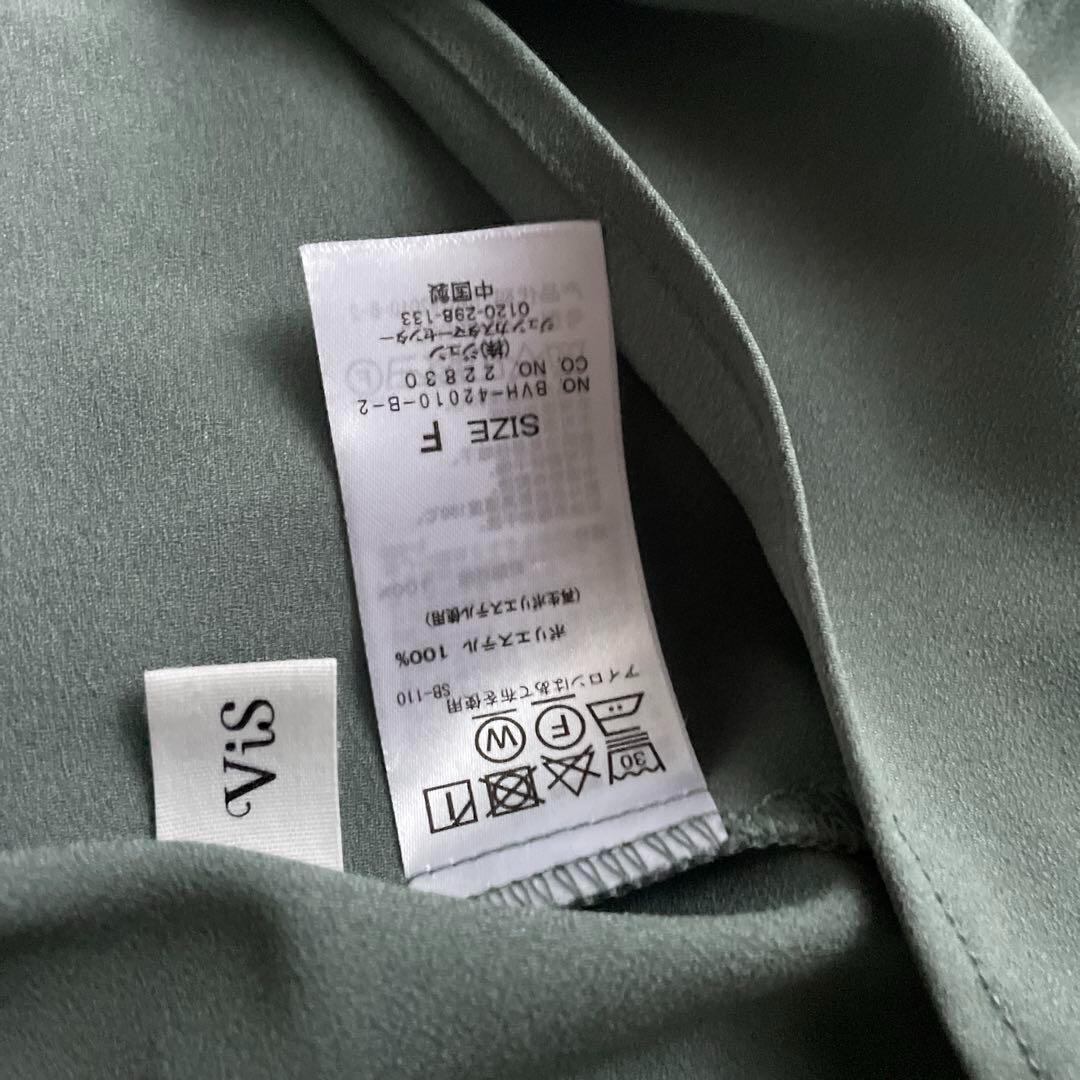 ViS
30
F
W
アイロンはあて布を使用
SB-110
ポリエステル 100%
(再生ポリエステル使用)
SIZE F
NO. BVH-42010-B-2
CO. NO. 22830
(株)ジュン
ジュンカスタマーセンター
0120-298-133
中国製